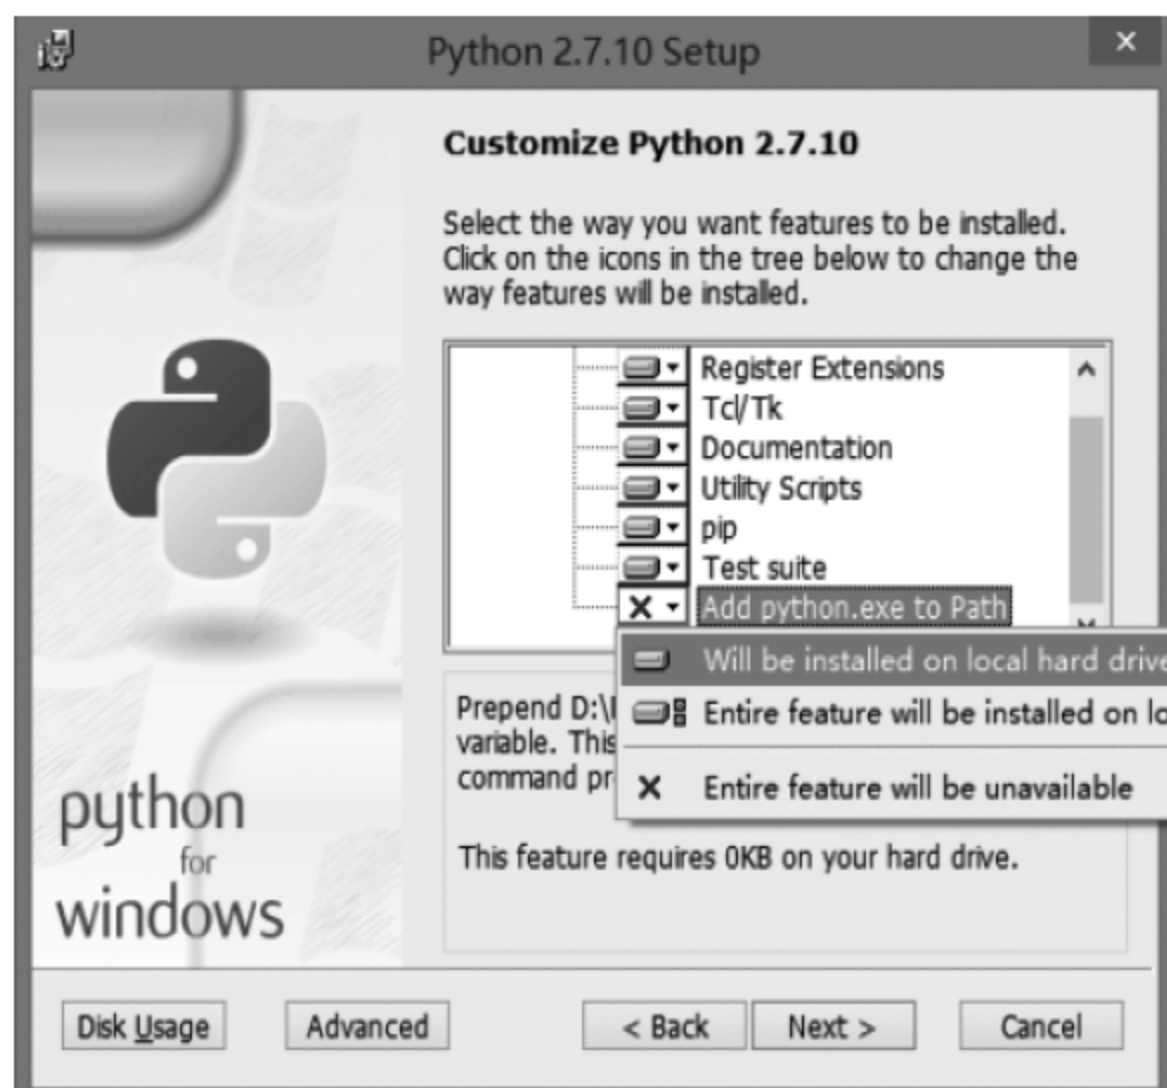 Python 2.7.10 Setup
Customize Python 2.7.10
Select the way you want features to be installed.
Click on the icons in the tree below to change the
way features will be installed.
Register Extensions
Tcl/Tk
Documentation
Utility Scripts
pip
Test suite
Add python.exe to Path
Will be installed on local hard drive
Entire feature will be installed on
Entire feature will be unavailable
Prepend D:\
variable. This
command
This feature requires 0KB on your hard drive.
python
for
windows
Disk Usage
Advanced
< Back
Next >
Cancel